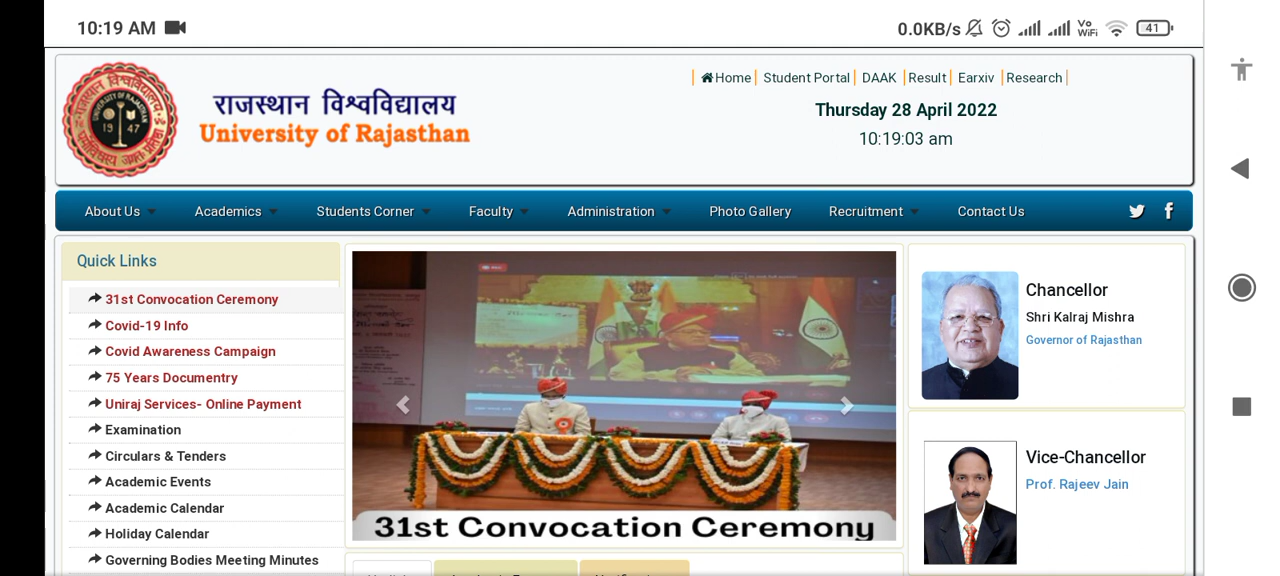 10:19 AM
0.0KB/s
Vo WiFi
41
1947
राजस्थान विश्वविद्यालय
University of Rajasthan
Home | Student Portal | DAAK | Result | Earxiv | Research |
Thursday 28 April 2022
10:19:03 am
About Us Academics Students Corner Faculty Administration Photo Gallery Recruitment Contact Us
Quick Links
31st Convocation Ceremony
Covid-19 Info
Covid Awareness Campaign
75 Years Documentry
Uniraj Services- Online Payment
Examination
Circulars & Tenders
Academic Events
Academic Calendar
Holiday Calendar
Governing Bodies Meeting Minutes
31st Convocation Ceremony
Chancellor
Shri Kalraj Mishra
Governor of Rajasthan
Vice-Chancellor
Prof. Rajeev Jain